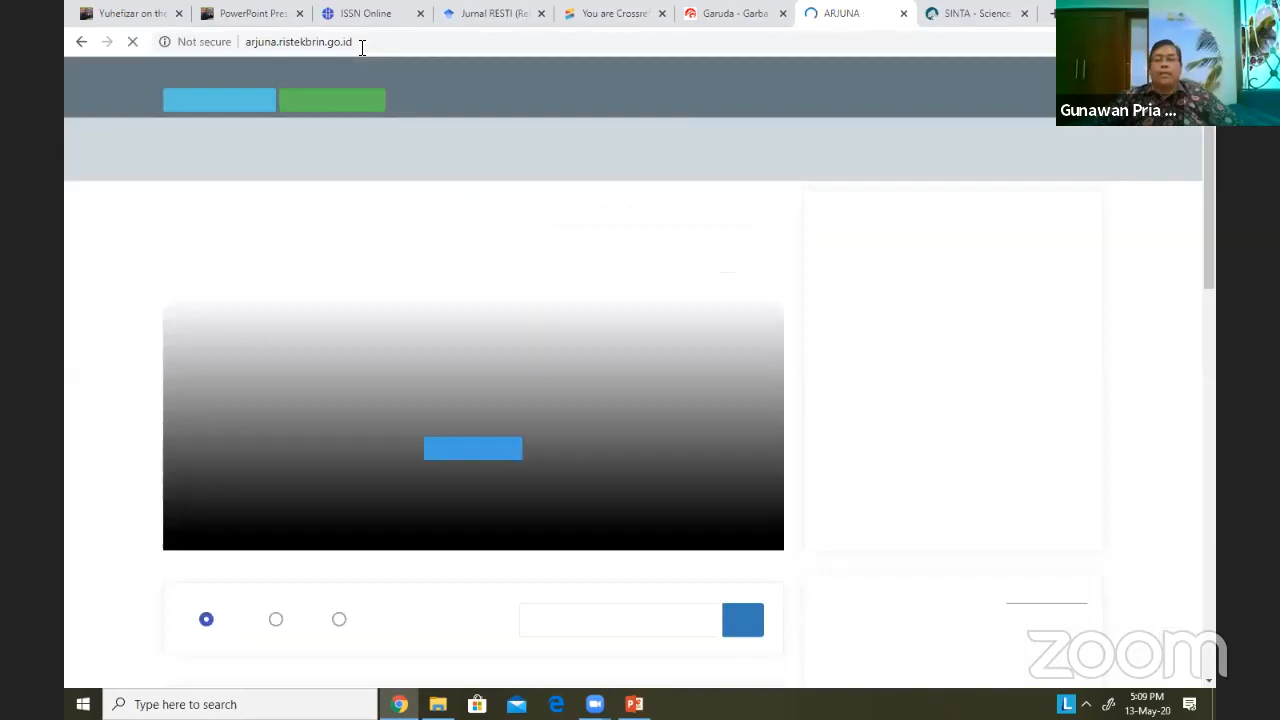 Yuhefizar on the
PowerPoint Pres
ISSN Online
Jurnal RESTI (Re
You are Crossref
Garuda - Garba
ARJUNA
SINTA - Science
Not secure
arjuna.ristekbrin.go.id
Gunawan Pria ...
zoom
Type here to search
L
5:09 PM
13-May-20